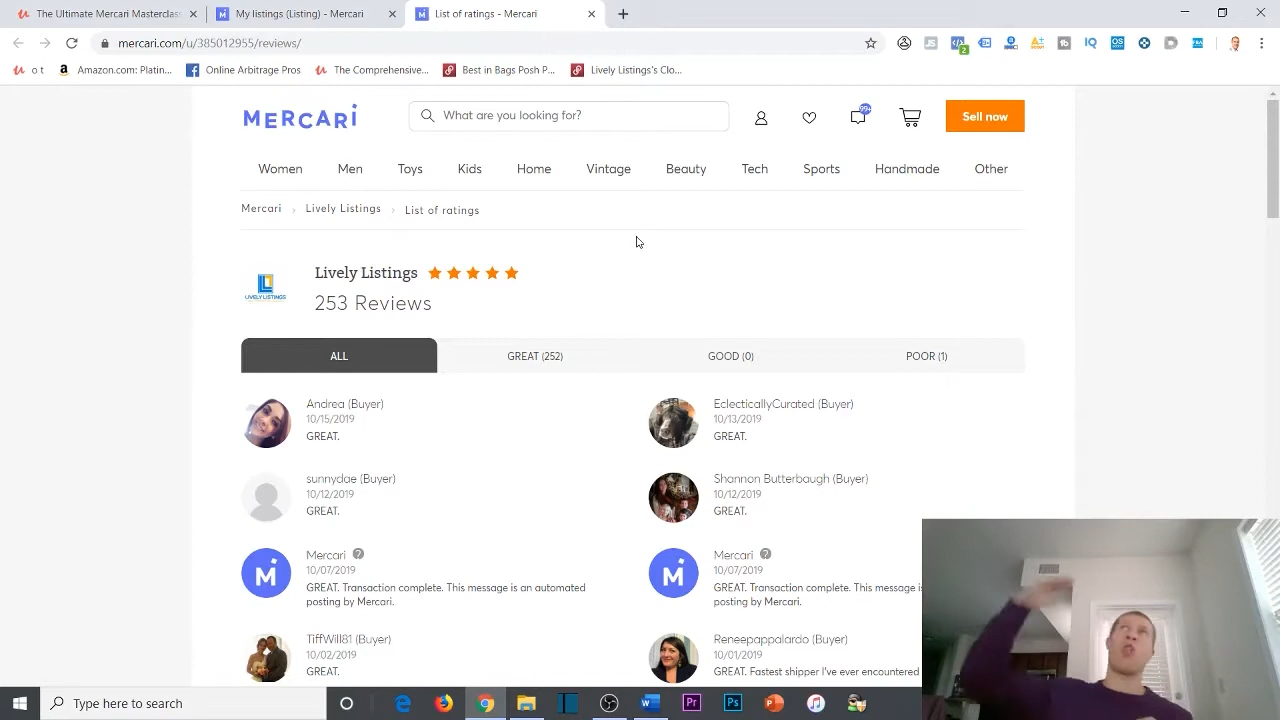 The Ultimate Mercari Masterclass
My listings (Listing) - Mercari
List of ratings - Mercari
mercari.com/u/385012955/reviews/
o t
Amazon.com: Platin...
Online Arbitrage Pros
The Comprehensive...
Best in Bags Posh P...
Lively Listings's Clo...
MERCARI
What are you looking for?
Sell now
Women
Men
Toys
Kids
Home
Vintage
Beauty
Tech
Sports
Handmade
Other
Mercari
Lively Listings
List of ratings
LIVELY LISTINGS
Lively Listings
253 Reviews
ALL
GREAT (252)
GOOD (0)
POOR (1)
Andrea (Buyer)
10/15/2019
GREAT.
EclecticallyCurated (Buyer)
10/13/2019
GREAT.
sunnydae (Buyer)
10/12/2019
GREAT.
Shannon Butterbaugh (Buyer)
10/12/2019
GREAT.
Mercari ?
10/07/2019
GREAT. Transaction complete. This message is an automated
posting by Mercari.
Mercari ?
10/07/2019
GREAT. Transaction complete. This message is
posting by Mercari.
TiffWill81 (Buyer)
10/02/2019
GREAT.
Reneepappalardo (Buyer)
10/01/2019
GREAT. Fastest shipper I've ever encountered
Type here to search